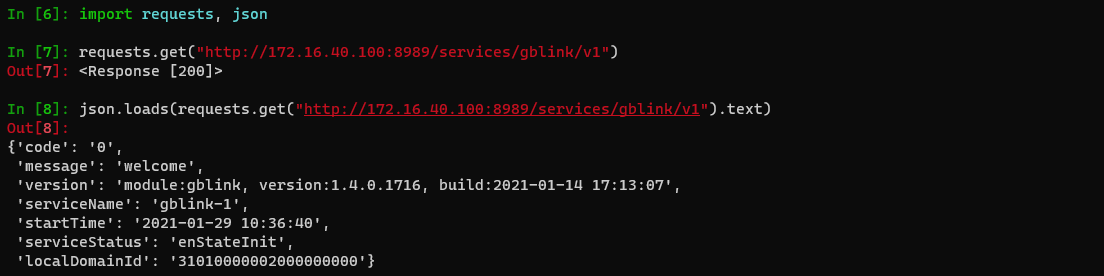 In [6]: import requests, json
In [7]: requests.get("http://172.16.40.100:8989/services/gblink/v1")
Out[7]: <Response [200]>
In [8]: json.loads(requests.get("http://172.16.40.100:8989/services/gblink/v1").text)
Out[8]:
{'code': '0',
'message': 'welcome',
'version': 'module:gblink, version:1.4.0.1716, build:2021-01-14 17:13:07',
'serviceName': 'gblink-1',
'startTime': '2021-01-29 10:36:40',
'serviceStatus': 'enStateInit',
'localDomainId': '31010000002000000000'}